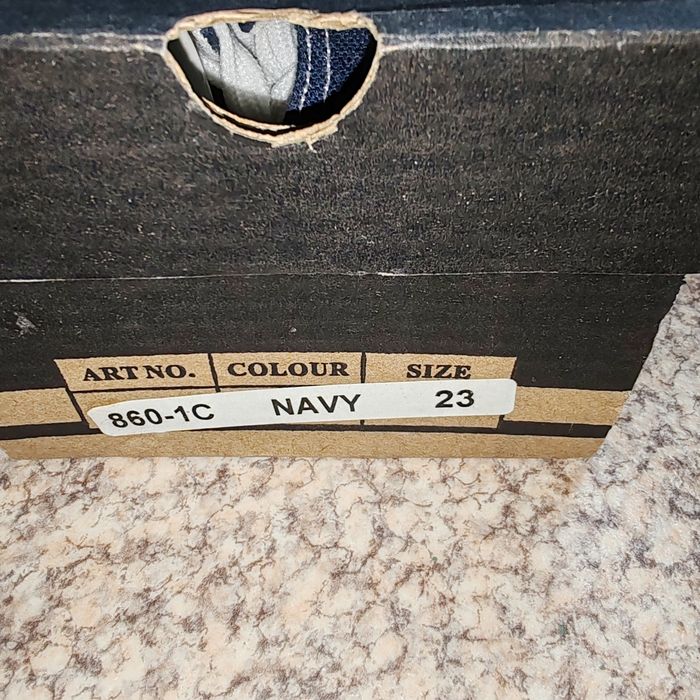 ART NO. COLOUR SIZE
860-1C NAVY 23